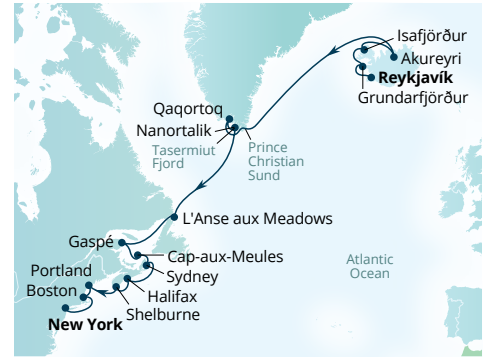 Isafjörður
Akureyri
Reykjavík
Grundarfjörður
Qaqortoq
Nanortalik
Tasermiut
Fjord
Prince
Christian
Sund
L'Anse aux Meadows
Gaspé
Cap-aux-Meules
Sydney
Atlantic
Ocean
Portland
Boston
Halifax
Shelburne
New York